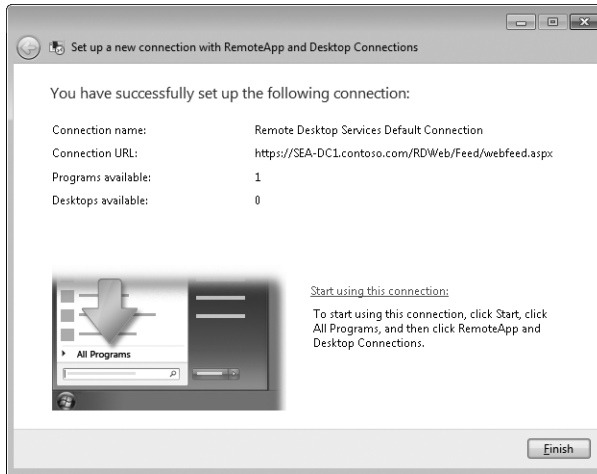 Set up a new connection with RemoteApp and Desktop Connections
You have successfully set up the following connection:
Connection name: Remote Desktop Services Default Connection
Connection URL: https://SEA-DC1.contoso.com/RDWeb/Feed/webfeed.aspx
Programs available: 1
Desktops available: 0
Start using this connection:
To start using this connection, click Start, click
All Programs, and then click RemoteApp and
Desktop Connections.
All Programs
Finish